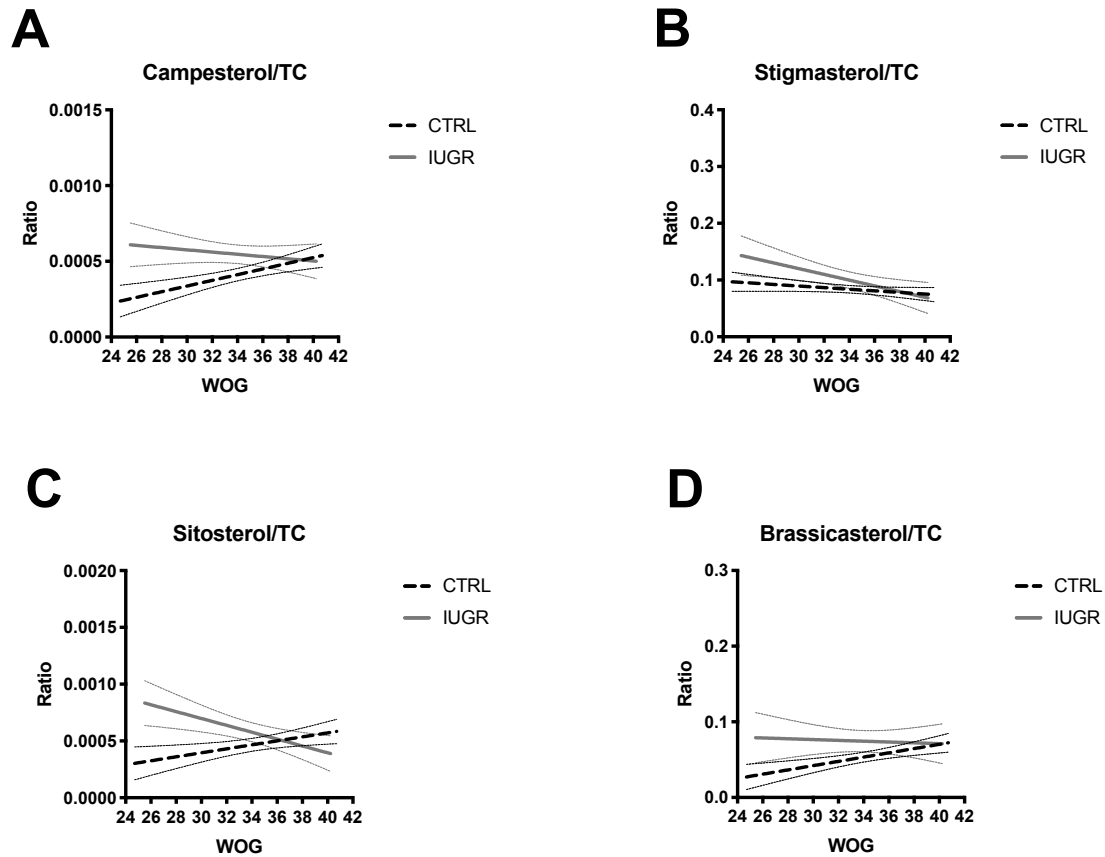 A
Campesterol/TC
0.0015
0.0010
0.0005
0.0000
Ratio
24 26 28 30 32 34 36 38 40 42
WOG
CTRL
IUGR
B
Stigmasterol/TC
0.4
0.3
0.2
0.1
0.0
Ratio
24 26 28 30 32 34 36 38 40 42
WOG
CTRL
IUGR
C
Sitosterol/TC
0.0020
0.0015
0.0010
0.0005
0.0000
Ratio
24 26 28 30 32 34 36 38 40 42
WOG
CTRL
IUGR
D
Brassicasterol/TC
0.3
0.2
0.1
0.0
Ratio
24 26 28 30 32 34 36 38 40 42
WOG
CTRL
IUGR